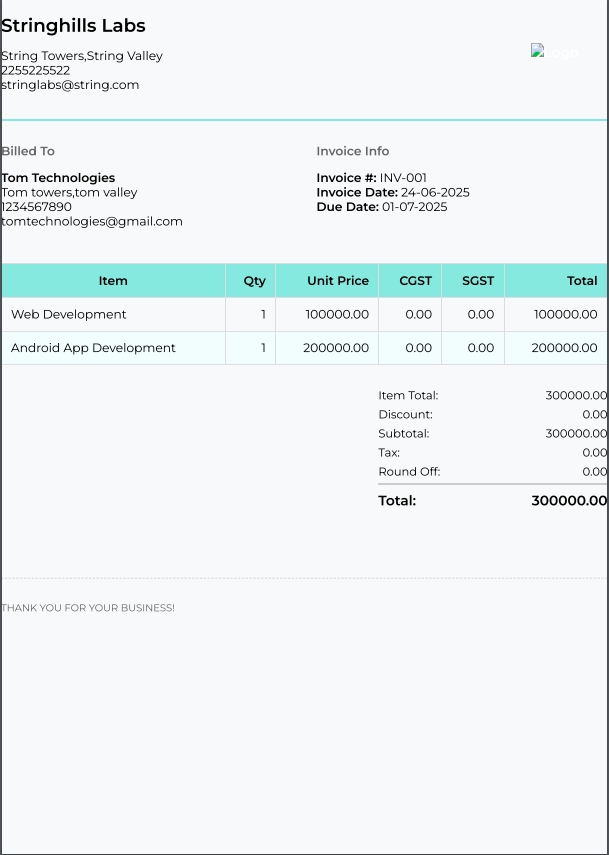 Stringhills Labs
String Towers,String Valley
2255225522
stringlabs@string.com
Logo
Billed To
Tom Technologies
Tom towers,tom valley
1234567890
tomtechnologies@gmail.com
Invoice Info
Invoice #: INV-001
Invoice Date: 24-06-2025
Due Date: 01-07-2025
Item Qty Unit Price CGST SGST Total
Web Development 1 100000.00 0.00 0.00 100000.00
Android App Development 1 200000.00 0.00 0.00 200000.00
Item Total: 300000.00
Discount: 0.00
Subtotal: 300000.00
Tax: 0.00
Round Off: 0.00
Total: 300000.00
THANK YOU FOR YOUR BUSINESS!